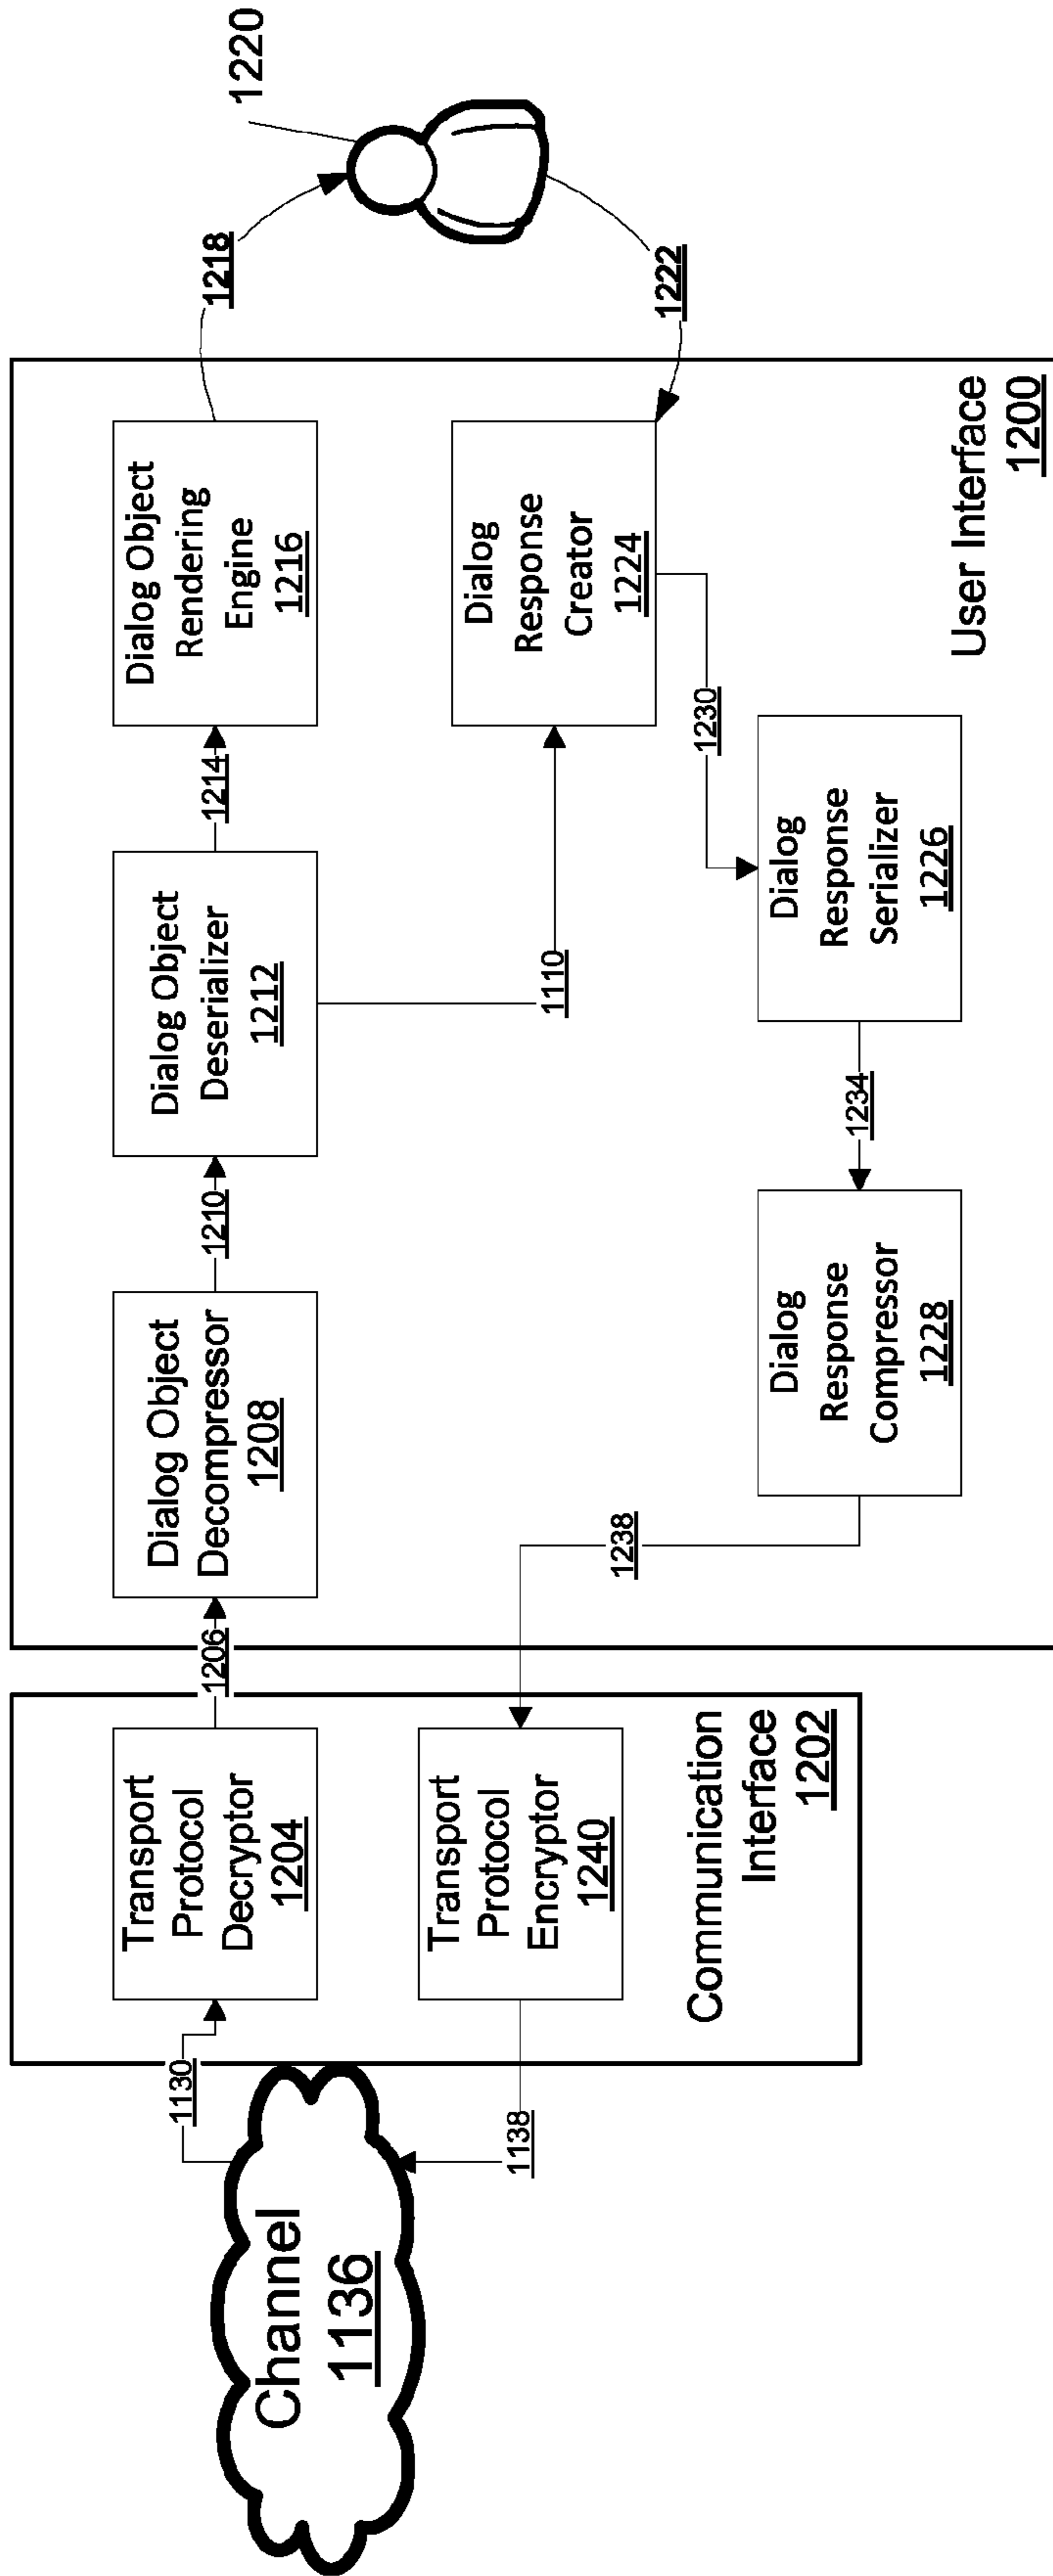 Channel
1136
1130
1138
Transport
Protocol
Decryptor
1204
Transport
Protocol
Encryptor
1240
Communication
Interface
1202
1206
Dialog Object
Decompressor
1208
1210
Dialog Object
Deserializer
1212
1214
Dialog Object
Rendering
Engine
1216
1218
1220
1222
1110
Dialog
Response
Creator
1224
1230
Dialog
Response
Serializer
1226
1234
Dialog
Response
Compressor
1228
1238
User Interface
1200